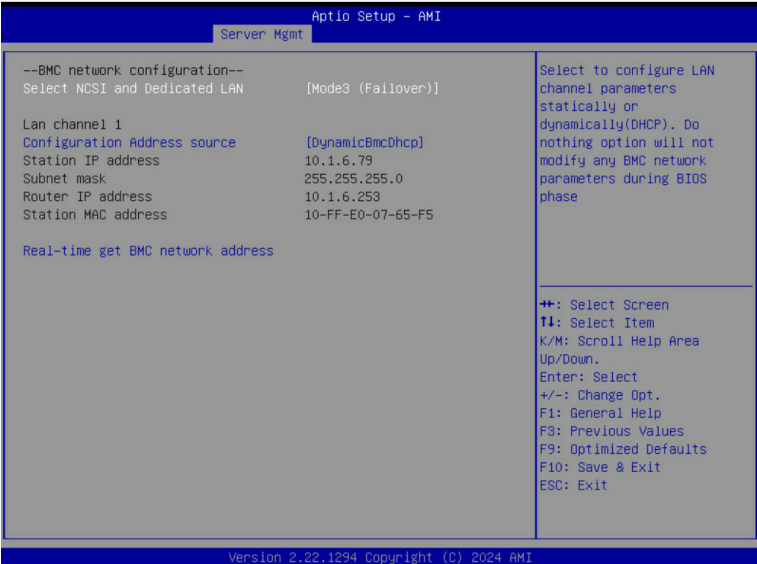 Aptio Setup - AMI
Server Mgmt
--BMC network configuration--
Select NCSI and Dedicated LAN [Mode3 (Failover)]
Lan channel 1
Configuration Address source [DynamicBmcDhcp]
Station IP address 10.1.6.79
Subnet mask 255.255.255.0
Router IP address 10.1.6.253
Station MAC address 10-FF-E0-07-65-F5
Real-time get BMC network address
Select to configure LAN
channel parameters
statically or
dynamically(DHCP). Do
nothing option will not
modify any BMC network
parameters during BIOS
phase
→←: Select Screen
↑↓: Select Item
K/M: Scroll Help Area
Up/Down.
Enter: Select
+/-: Change Opt.
F1: General Help
F3: Previous Values
F9: Optimized Defaults
F10: Save & Exit
ESC: Exit
Version 2.22.1294 Copyright (C) 2024 AMI